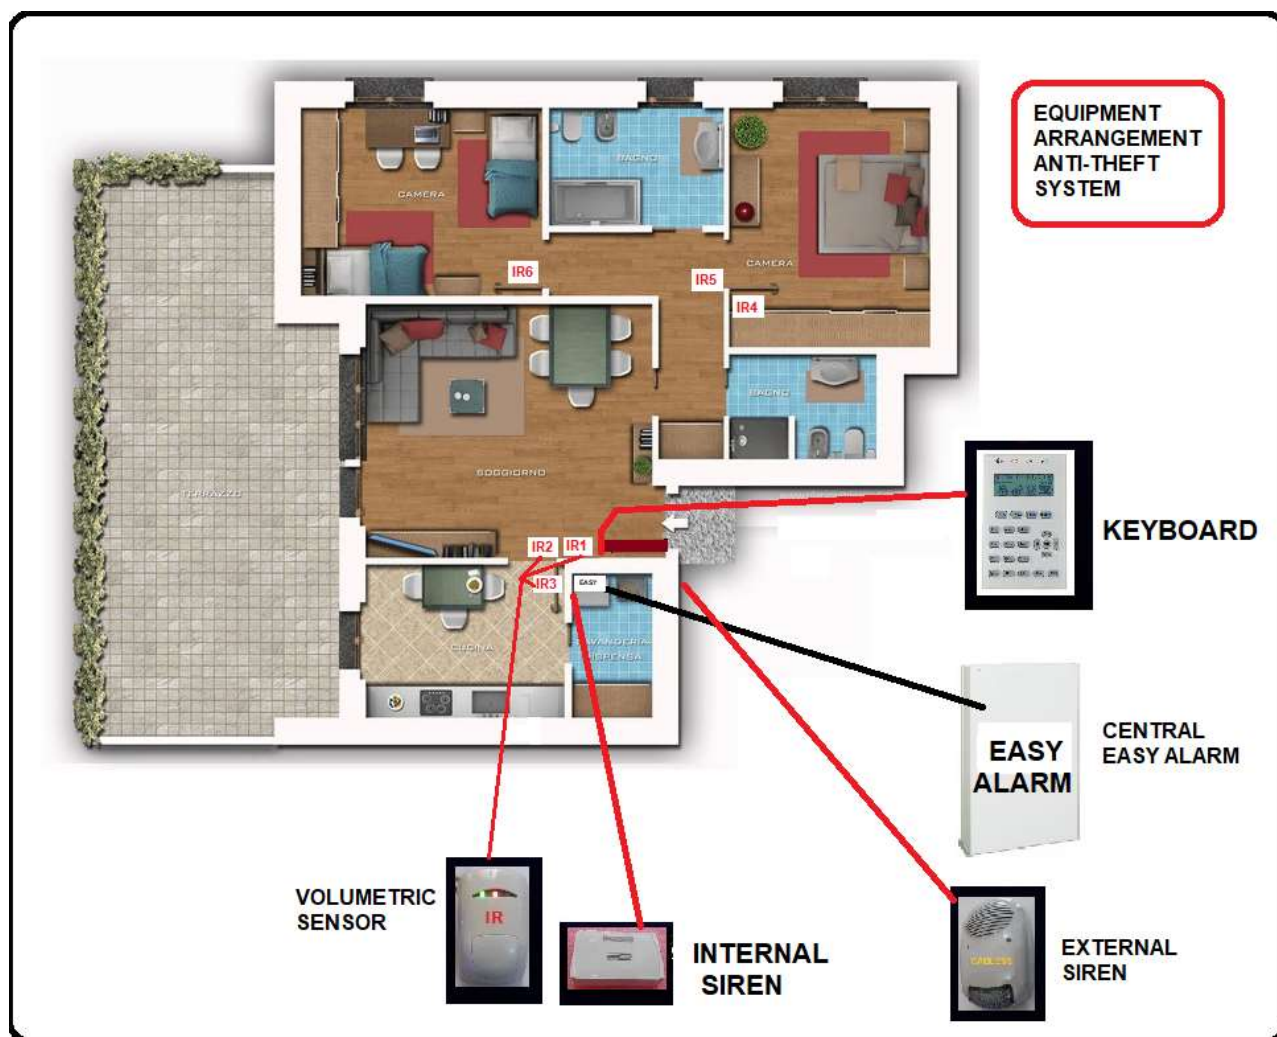 EQUIPMENT
ARRANGEMENT
ANTI-THEFT
SYSTEM
BAGNO
CAMERA
CAMERA
IR6
IR5
IR4
BAGNO
SOGGIORNO
TERRAZZO
KEYBOARD
IR2
IR1
IR3
EASY
CUCINA
LAVANDERIA
DISPENSA
EASY
ALARM
CENTRAL
EASY ALARM
VOLUMETRIC
SENSOR
IR
INTERNAL
SIREN
EXTERNAL
SIREN